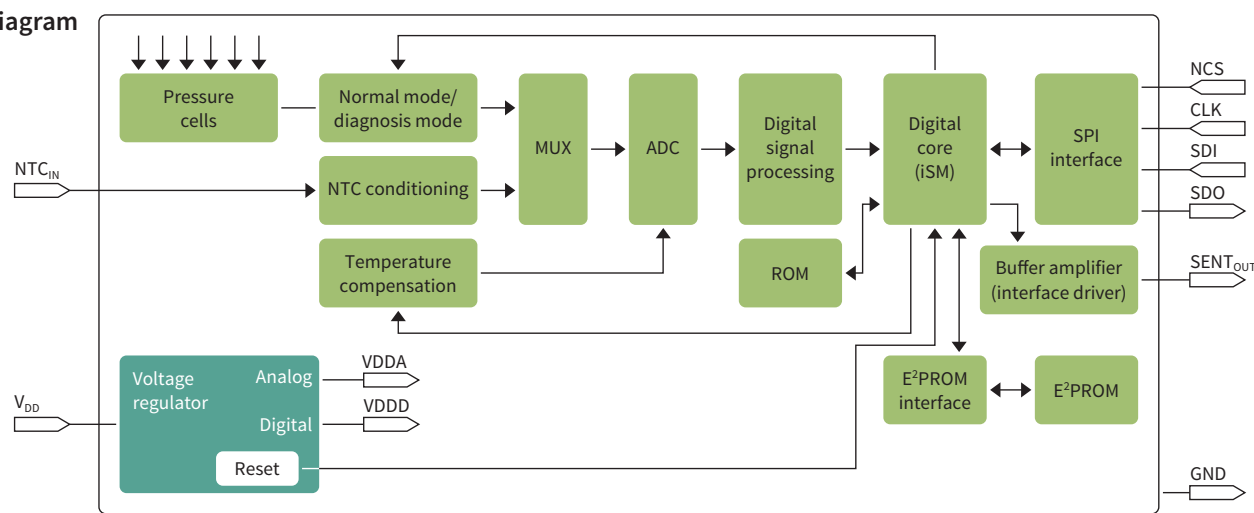 iagram
Pressure
cells
Normal mode/
diagnosis mode
MUX
ADC
Digital
signal
processing
Digital
core
(iSM)
SPI
interface
NCS
CLK
SDI
SDO
NTCIN
NTC conditioning
Temperature
compensation
ROM
Buffer amplifier
(interface driver)
SENTOUT
Voltage
regulator
Analog
Digital
Reset
VDDA
VDDD
VDD
E²PROM
interface
E²PROM
GND